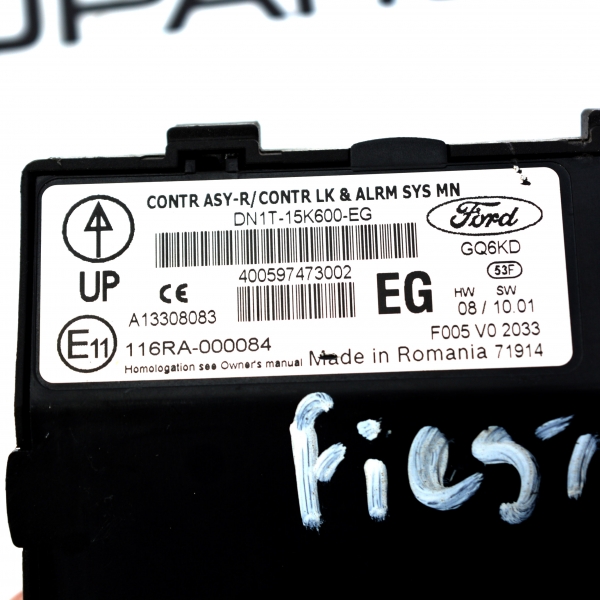 CONTR ASY-R/CONTR LK & ALRM SYS MN
DN1T-15K600-EG
Ford
GQ6KD
53F
UP
CE
400597473002
EG
HW SW
08 / 10.01
A13308083
F005 V0 2033
E11
116RA-000084
Made in Romania 71914
Homologation see Owner's manual